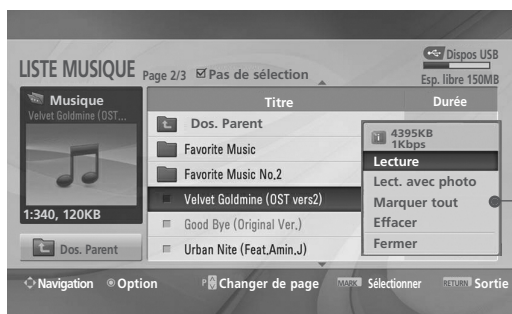 LISTE MUSIQUE Page 2/3 Pas de sélection
Dispos USB
Esp. libre 150MB
Musique
Velvet Goldmine (OST...
1:340, 120KB
Dos. Parent
Titre Durée
Dos. Parent
Favorite Music
Favorite Music No.2
Velvet Goldmine (OST vers2)
Good Bye (Original Ver.)
Urban Nite (Feat.Amin.J)
4395KB
1Kbps
Lecture
Lect. avec photo
Marquer tout
Effacer
Fermer
Navigation Option P Changer de page MARK Sélectionner RETURN Sortie